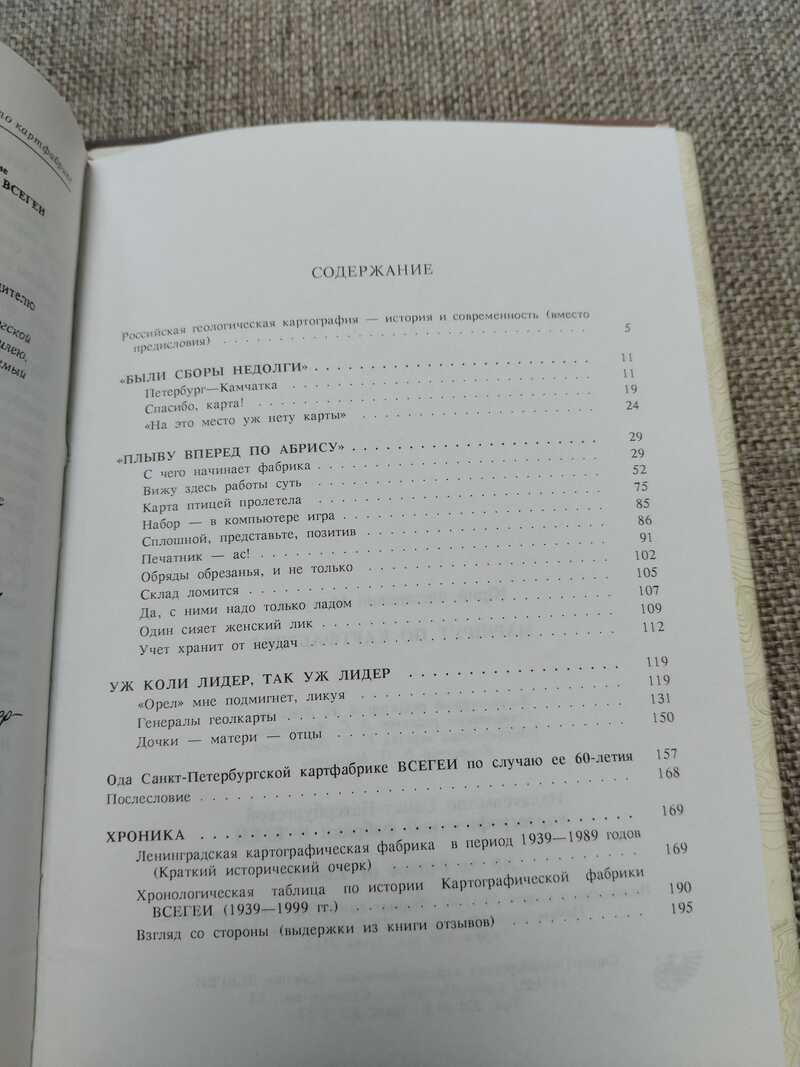 по картфабрике
ВСЕГЕИ
СОДЕРЖАНИЕ
Российская геологическая картография — история и современность (вместо
предисловия) 5
«БЫЛИ СБОРЫ НЕДОЛГИ» 11
Петербург—Камчатка 11
Спасибо, карта! 19
«На это место уж нету карты» 24
«ПЛЫВУ ВПЕРЕД ПО АБРИСУ» 29
С чего начинает фабрика 29
Вижу здесь работы суть 52
Карта птицей пролетела 75
Набор — в компьютере игра 85
Сплошной, представьте, позитив 86
Печатник — ас! 91
Обряды обрезанья, и не только 102
Склад ломится 105
Да, с ними надо только ладом 107
Один сияет женский лик 109
Учет хранит от неудач 112
УЖ КОЛИ ЛИДЕР, ТАК УЖ ЛИДЕР 119
«Орел» мне подмигнет, ликуя 119
Генералы геолкарты 131
Дочки — матери — отцы 150
Ода Санкт-Петербургской картфабрике ВСЕГЕИ по случаю ее 60-летия 157
Послесловие 168
ХРОНИКА 169
Ленинградская картографическая фабрика в период 1939—1989 годов
(Краткий исторический очерк) 169
Хронологическая таблица по истории Картографической фабрики
ВСЕГЕИ (1939—1999 гг.) 190
Взгляд со стороны (выдержки из книги отзывов) 195